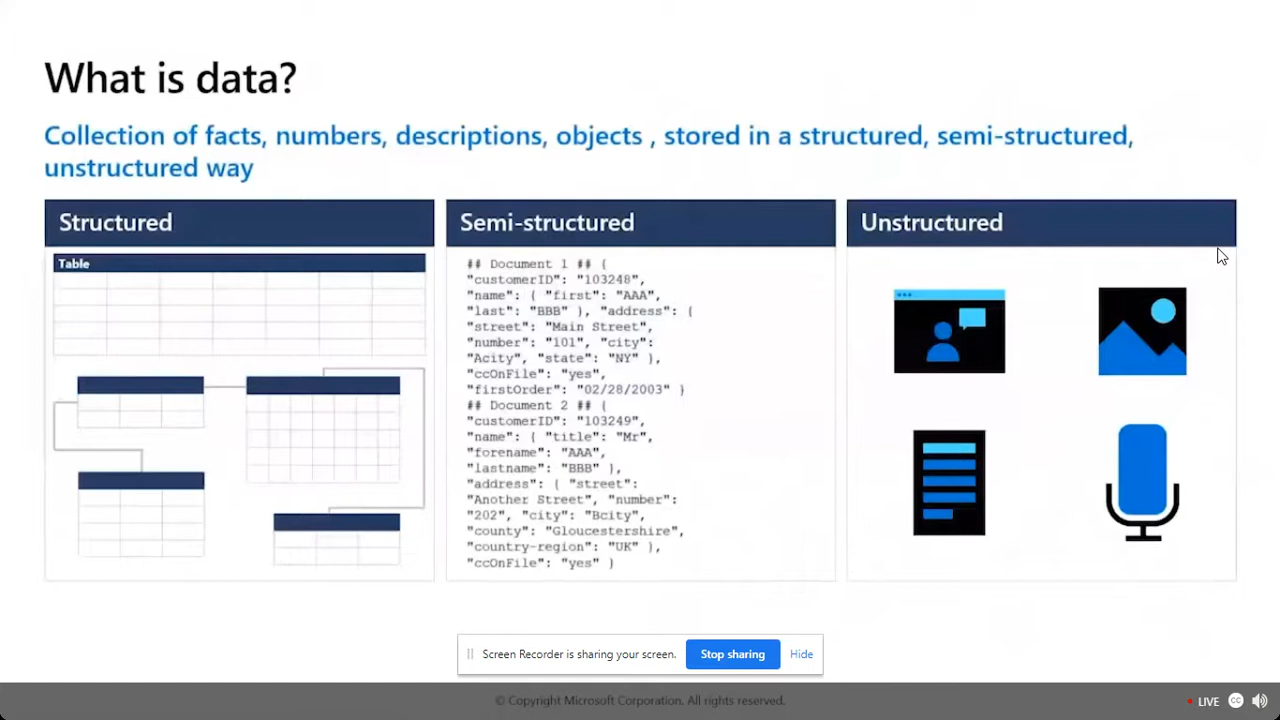 What is data?
Collection of facts, numbers, descriptions, objects , stored in a structured, semi-structured,
unstructured way
Structured
Table
Semi-structured
## Document 1 ## {
"customerID": "103248",
"name": { "first": "AAA",
"last": "BBB" }, "address": {
"street": "Main Street",
"number": "101", "city":
"Acity", "state": "NY" },
"ccOnFile": "yes",
"firstOrder": "02/28/2003" }
## Document 2 ## {
"customerID": "103249",
"name": { "title": "Mr",
"forename": "AAA",
"lastname": "BBB" },
"address": { "street":
"Another Street", "number":
"202", "city": "Bcity",
"county": "Gloucestershire",
"country-region": "UK" },
"ccOnFile": "yes" }
Unstructured
Screen Recorder is sharing your screen.
Stop sharing
Hide
© Copyright Microsoft Corporation. All rights reserved.
LIVE
CC